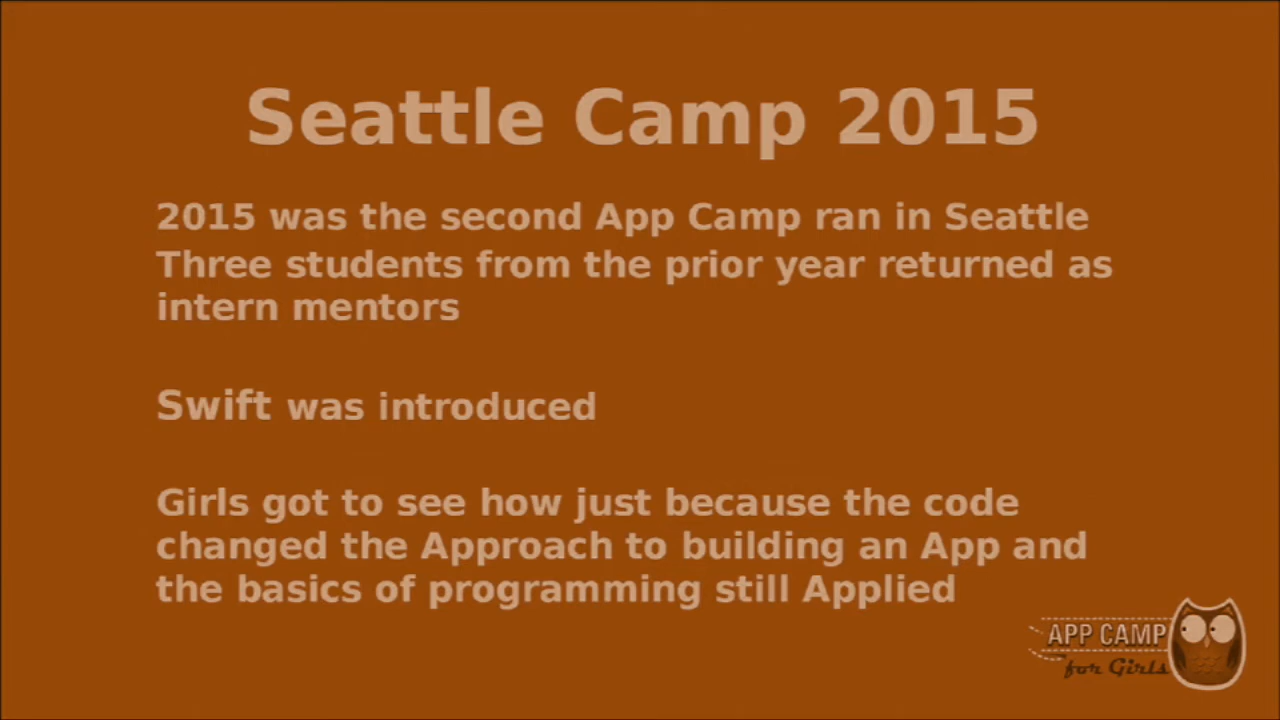 Seattle Camp 2015
2015 was the second App Camp ran in Seattle
Three students from the prior year returned as
intern mentors
Swift was introduced
Girls got to see how just because the code
changed the Approach to building an App and
the basics of programming still Applied
APP CAMP
for Girls